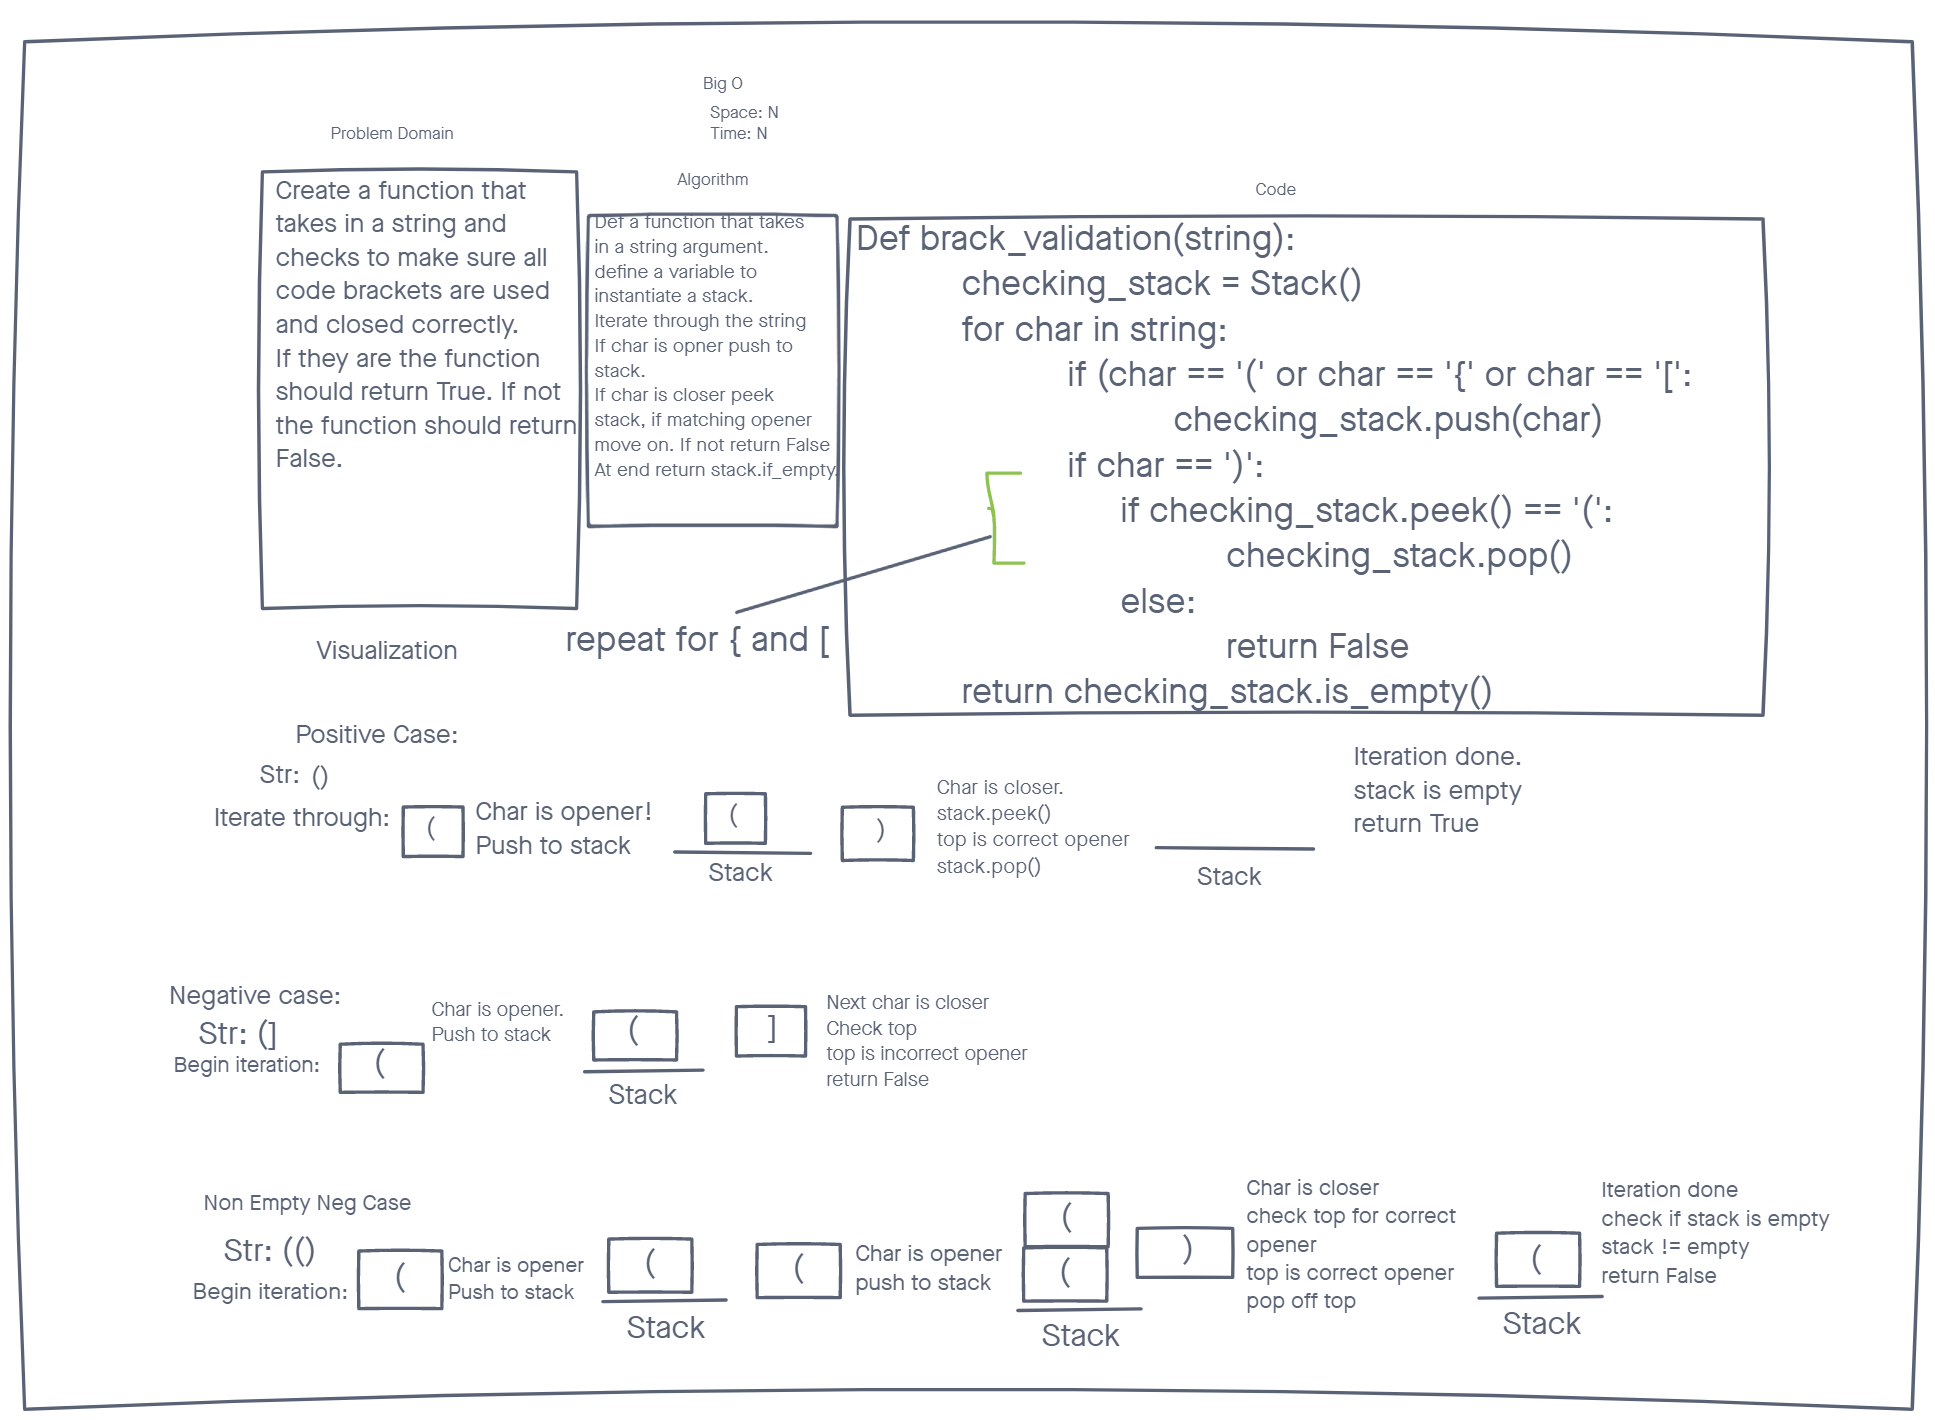 Big O
Space: N
Time: N
Problem Domain
Create a function that
takes in a string and
checks to make sure all
code brackets are used
and closed correctly.
If they are the function
should return True. If not
the function should return
False.
Algorithm
Def a function that takes
in a string argument.
define a variable to
instantiate a stack.
Iterate through the string
If char is opner push to
stack.
If char is closer peek
stack, if matching opener
move on. If not return False
At end return stack.if_empty.
Code
Def brack_validation(string):
checking_stack = Stack()
for char in string:
if (char == '(' or char == '{' or char == '[':
checking_stack.push(char)
if char == ')':
if checking_stack.peek() == '(':
checking_stack.pop()
else:
return False
return checking_stack.is_empty()
repeat for { and [
Visualization
Positive Case:
Str: ()
Iterate through:
(
Char is opener!
Push to stack
(
Stack
)
Char is closer.
stack.peek()
top is correct opener
stack.pop()
Stack
Iteration done.
stack is empty
return True
Negative case:
Str: (]
Begin iteration:
(
Char is opener.
Push to stack
(
Stack
]
Next char is closer
Check top
top is incorrect opener
return False
Non Empty Neg Case
Str: (()
Begin iteration:
(
Char is opener
Push to stack
(
Stack
(
Char is opener
push to stack
(
(
Stack
)
Char is closer
check top for correct
opener
top is correct opener
pop off top
(
Stack
Iteration done
check if stack is empty
stack != empty
return False